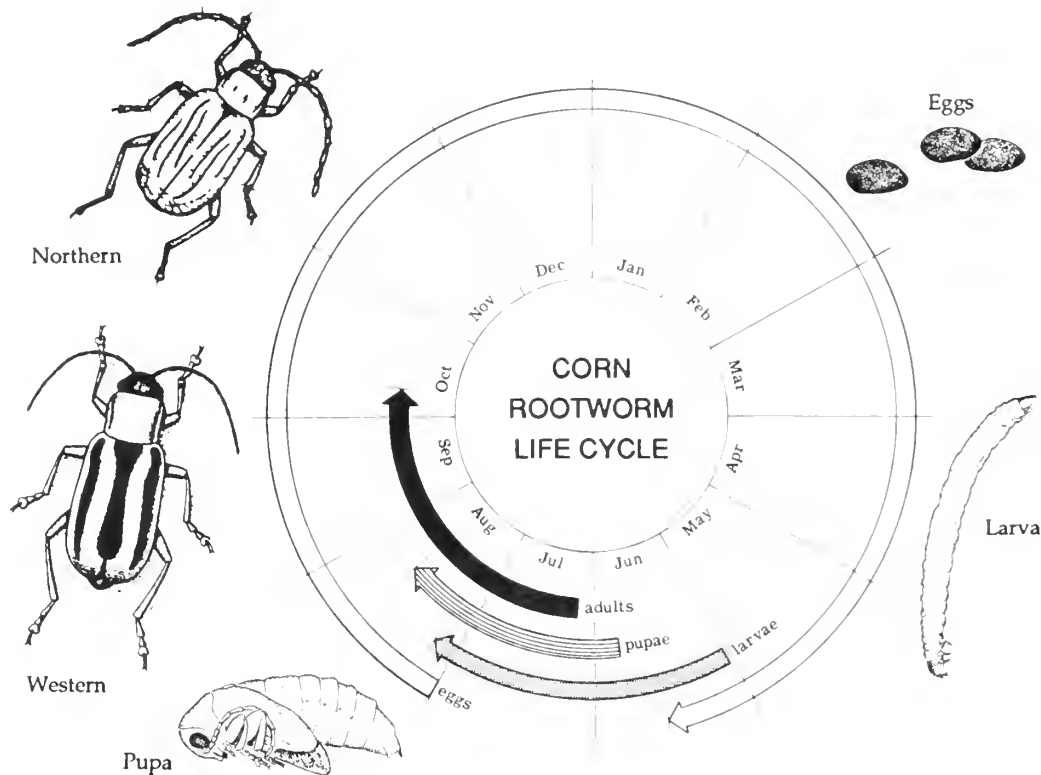 Eggs
Northern
Dec
Jan
Nov
Feb
Oct
Mar
CORN
ROOTWORM
LIFE CYCLE
Sep
Apr
Aug
May
Jul
Jun
Larva
adults
pupae
larvae
eggs
Western
Pupa